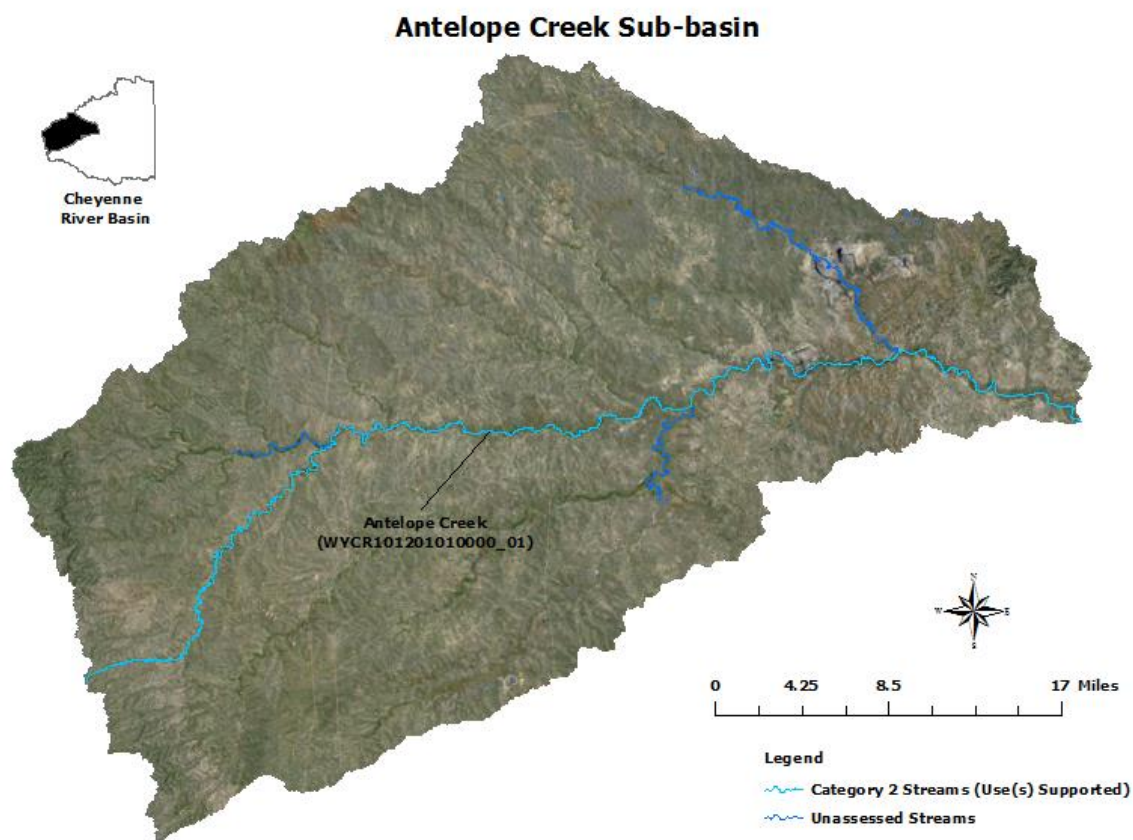 Antelope Creek Sub-basin
Cheyenne
River Basin
Antelope Creek
(WYCR101201010000_01)
N
W
E
S
0 4.25 8.5 17 Miles
Legend
Category 2 Streams (Use(s) Supported)
Unassessed Streams